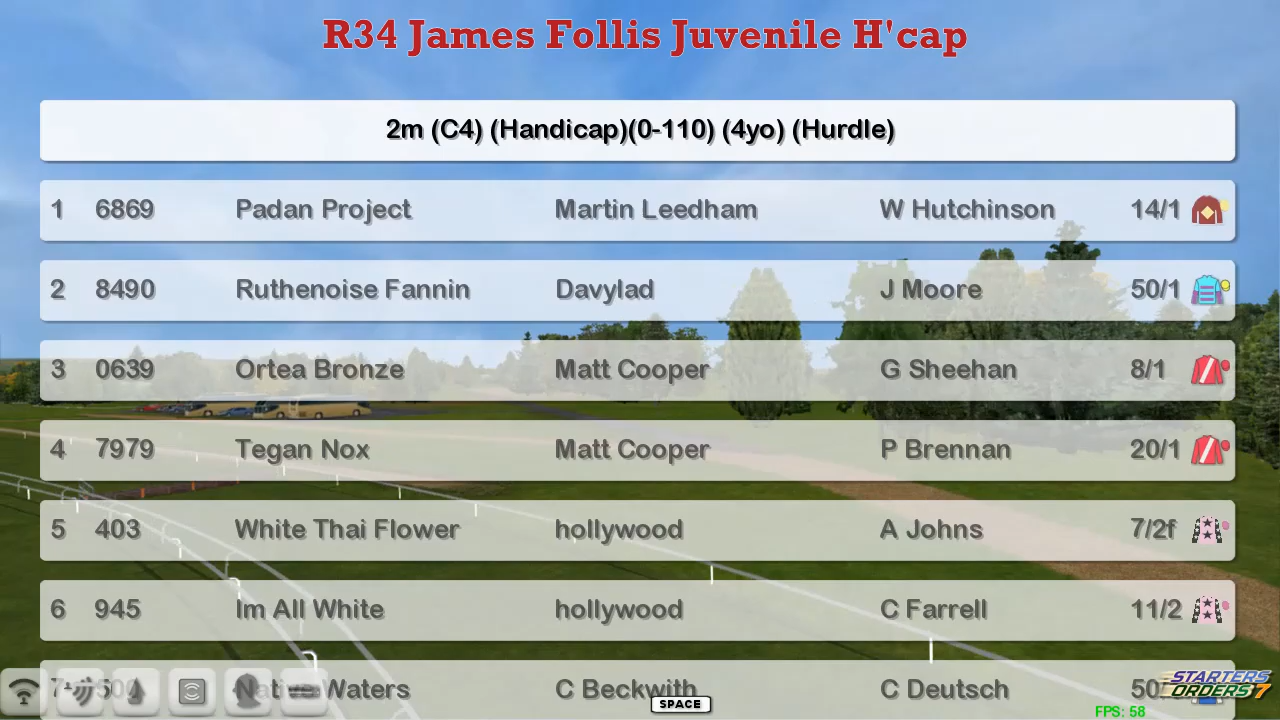 R34 James Follis Juvenile H'cap
2m (C4) (Handicap)(0-110) (4yo) (Hurdle)
1 6869 Padan Project Martin Leedham W Hutchinson 14/1
2 8490 Ruthenoise Fannin Davylad J Moore 50/1
3 0639 Ortea Bronze Matt Cooper G Sheehan 8/1
4 7979 Tegan Nox Matt Cooper P Brennan 20/1
5 403 White Thai Flower hollywood A Johns 7/2f
6 945 Im All White hollywood C Farrell 11/2
7 500 Native Waters C Beckwith C Deutsch
SPACE
STARTERS ORDERS 7
FPS: 58